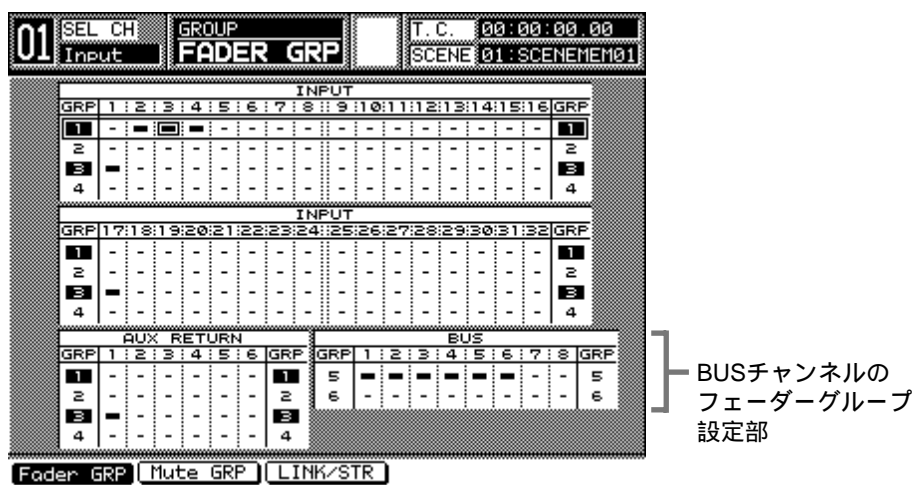 01 SEL CH GROUP T.C. 00:00:00.00
Input FADER GRP SCENE 01:SCENEMEM01
INPUT
GRP 1 2 3 4 5 6 7 8 9 10 11 12 13 14 15 16 GRP
1 - - - - - - - - - - - - - - - - 1
2 - - - - - - - - - - - - - - - - 2
3 - - - - - - - - - - - - - - - - 3
4 - - - - - - - - - - - - - - - - 4
INPUT
GRP 17 18 19 20 21 22 23 24 25 26 27 28 29 30 31 32 GRP
1 - - - - - - - - - - - - - - - - 1
2 - - - - - - - - - - - - - - - - 2
3 - - - - - - - - - - - - - - - - 3
4 - - - - - - - - - - - - - - - - 4
AUX RETURN
GRP 1 2 3 4 5 6 GRP
1 - - - - - - 1
2 - - - - - - 2
3 - - - - - - 3
4 - - - - - - 4
BUS
GRP 1 2 3 4 5 6 7 8 GRP
5 - - - - - - - - 5
6 - - - - - - - - 6
BUSチャンネルの
フェーダーグループ
設定部
Fader GRP Mute GRP LINK/STR